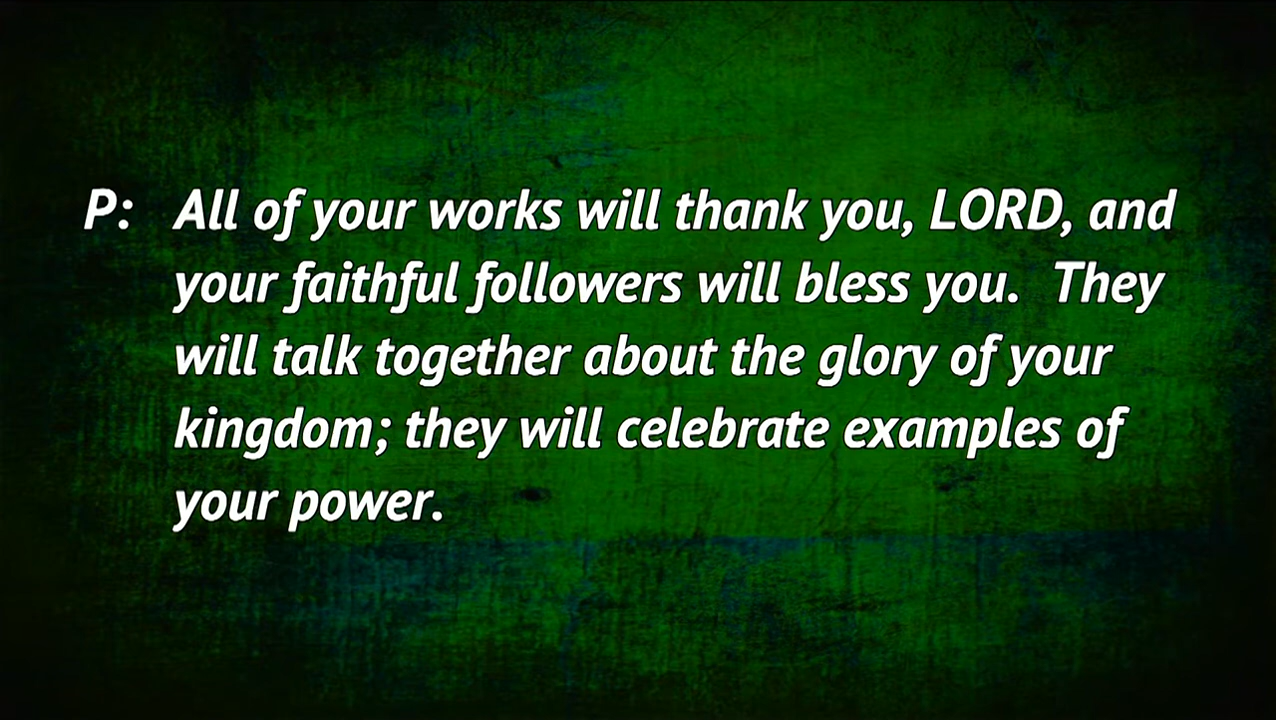 P: All of your works will thank you, LORD, and
your faithful followers will bless you. They
will talk together about the glory of your
kingdom; they will celebrate examples of
your power.